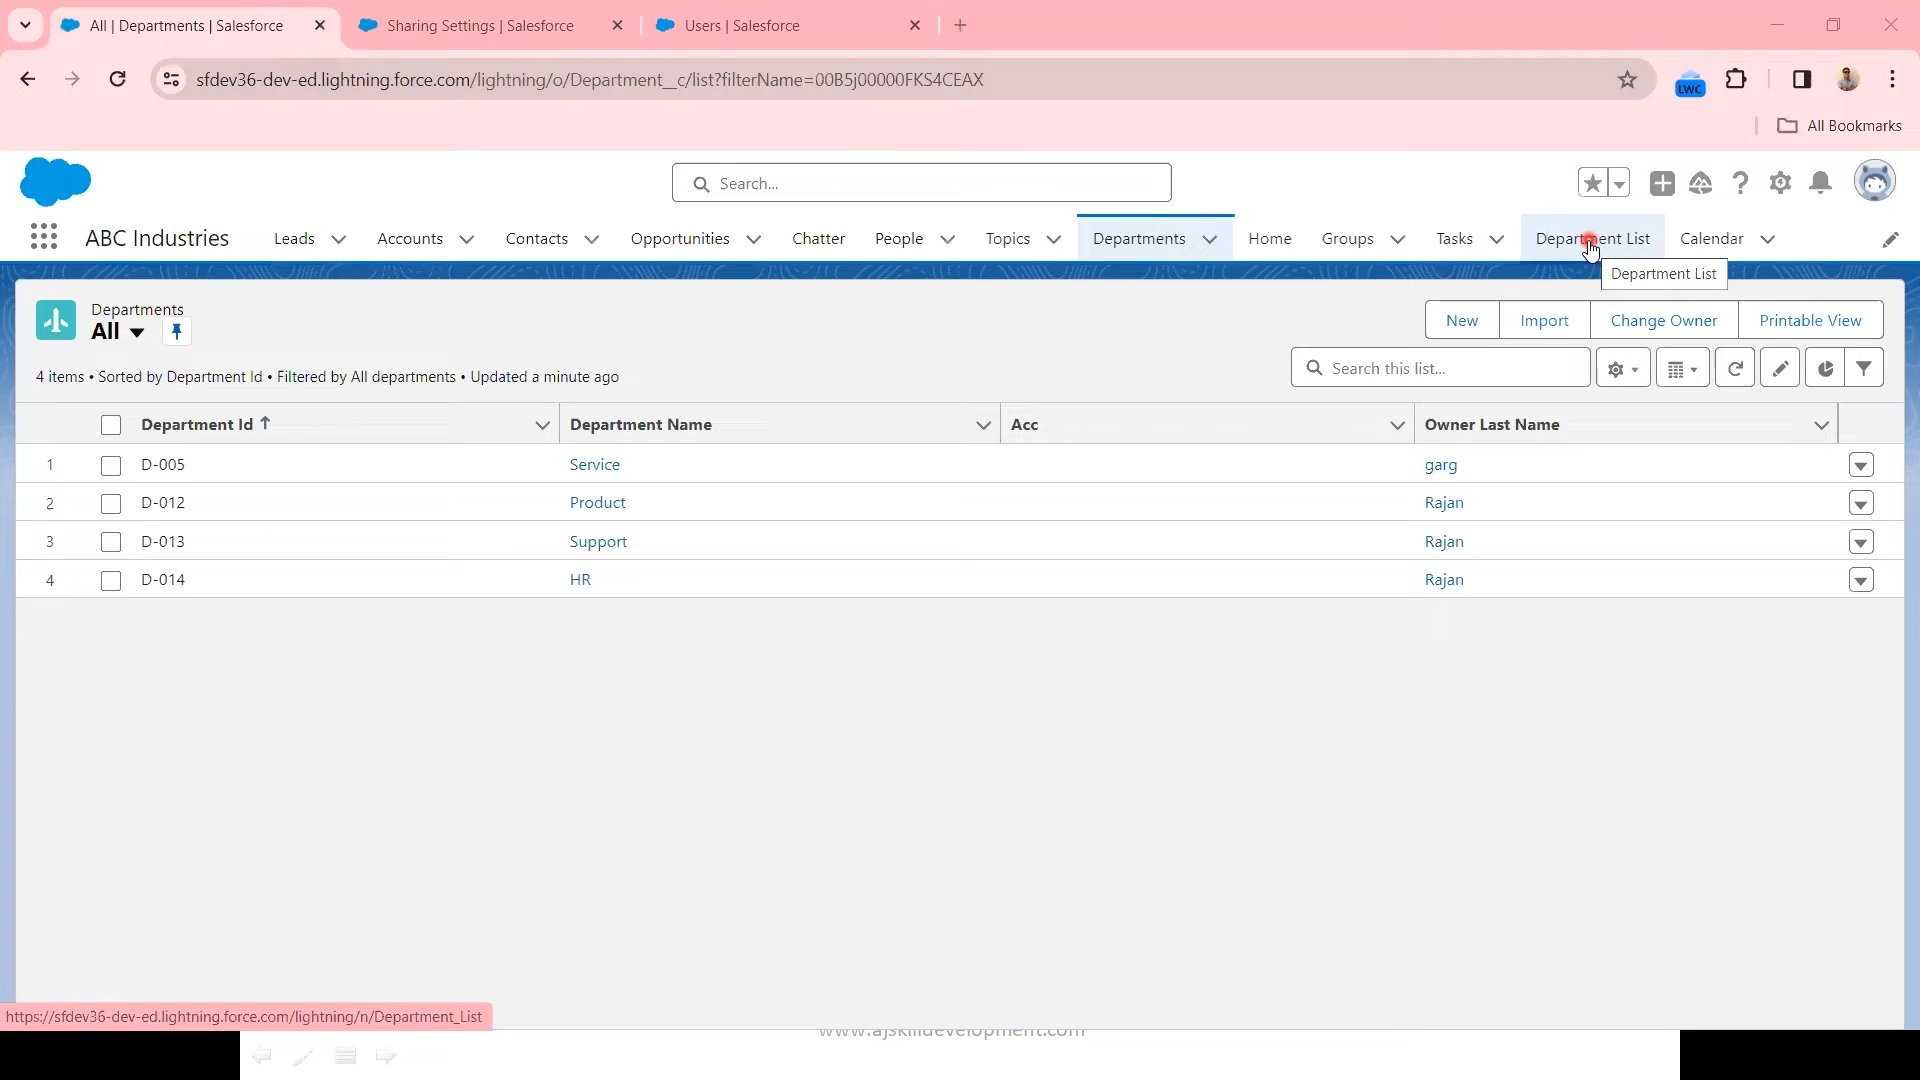 All | Departments | Salesforce
Sharing Settings | Salesforce
Users | Salesforce
sfdev36-dev-ed.lightning.force.com/lightning/o/Department__c/list?filterName=00B5j00000FKS4CEAX
LWC
All Bookmarks
Search...
ABC Industries
Leads
Accounts
Contacts
Opportunities
Chatter
People
Topics
Departments
Home
Groups
Tasks
Department List
Calendar
Department List
Departments
All
New
Import
Change Owner
Printable View
4 items • Sorted by Department Id • Filtered by All departments • Updated a minute ago
Search this list...
Department Id
Department Name
Acc
Owner Last Name
1 D-005 Service garg
2 D-012 Product Rajan
3 D-013 Support Rajan
4 D-014 HR Rajan
https://sfdev36-dev-ed.lightning.force.com/lightning/n/Department_List
www.ajskilldevelopment.com